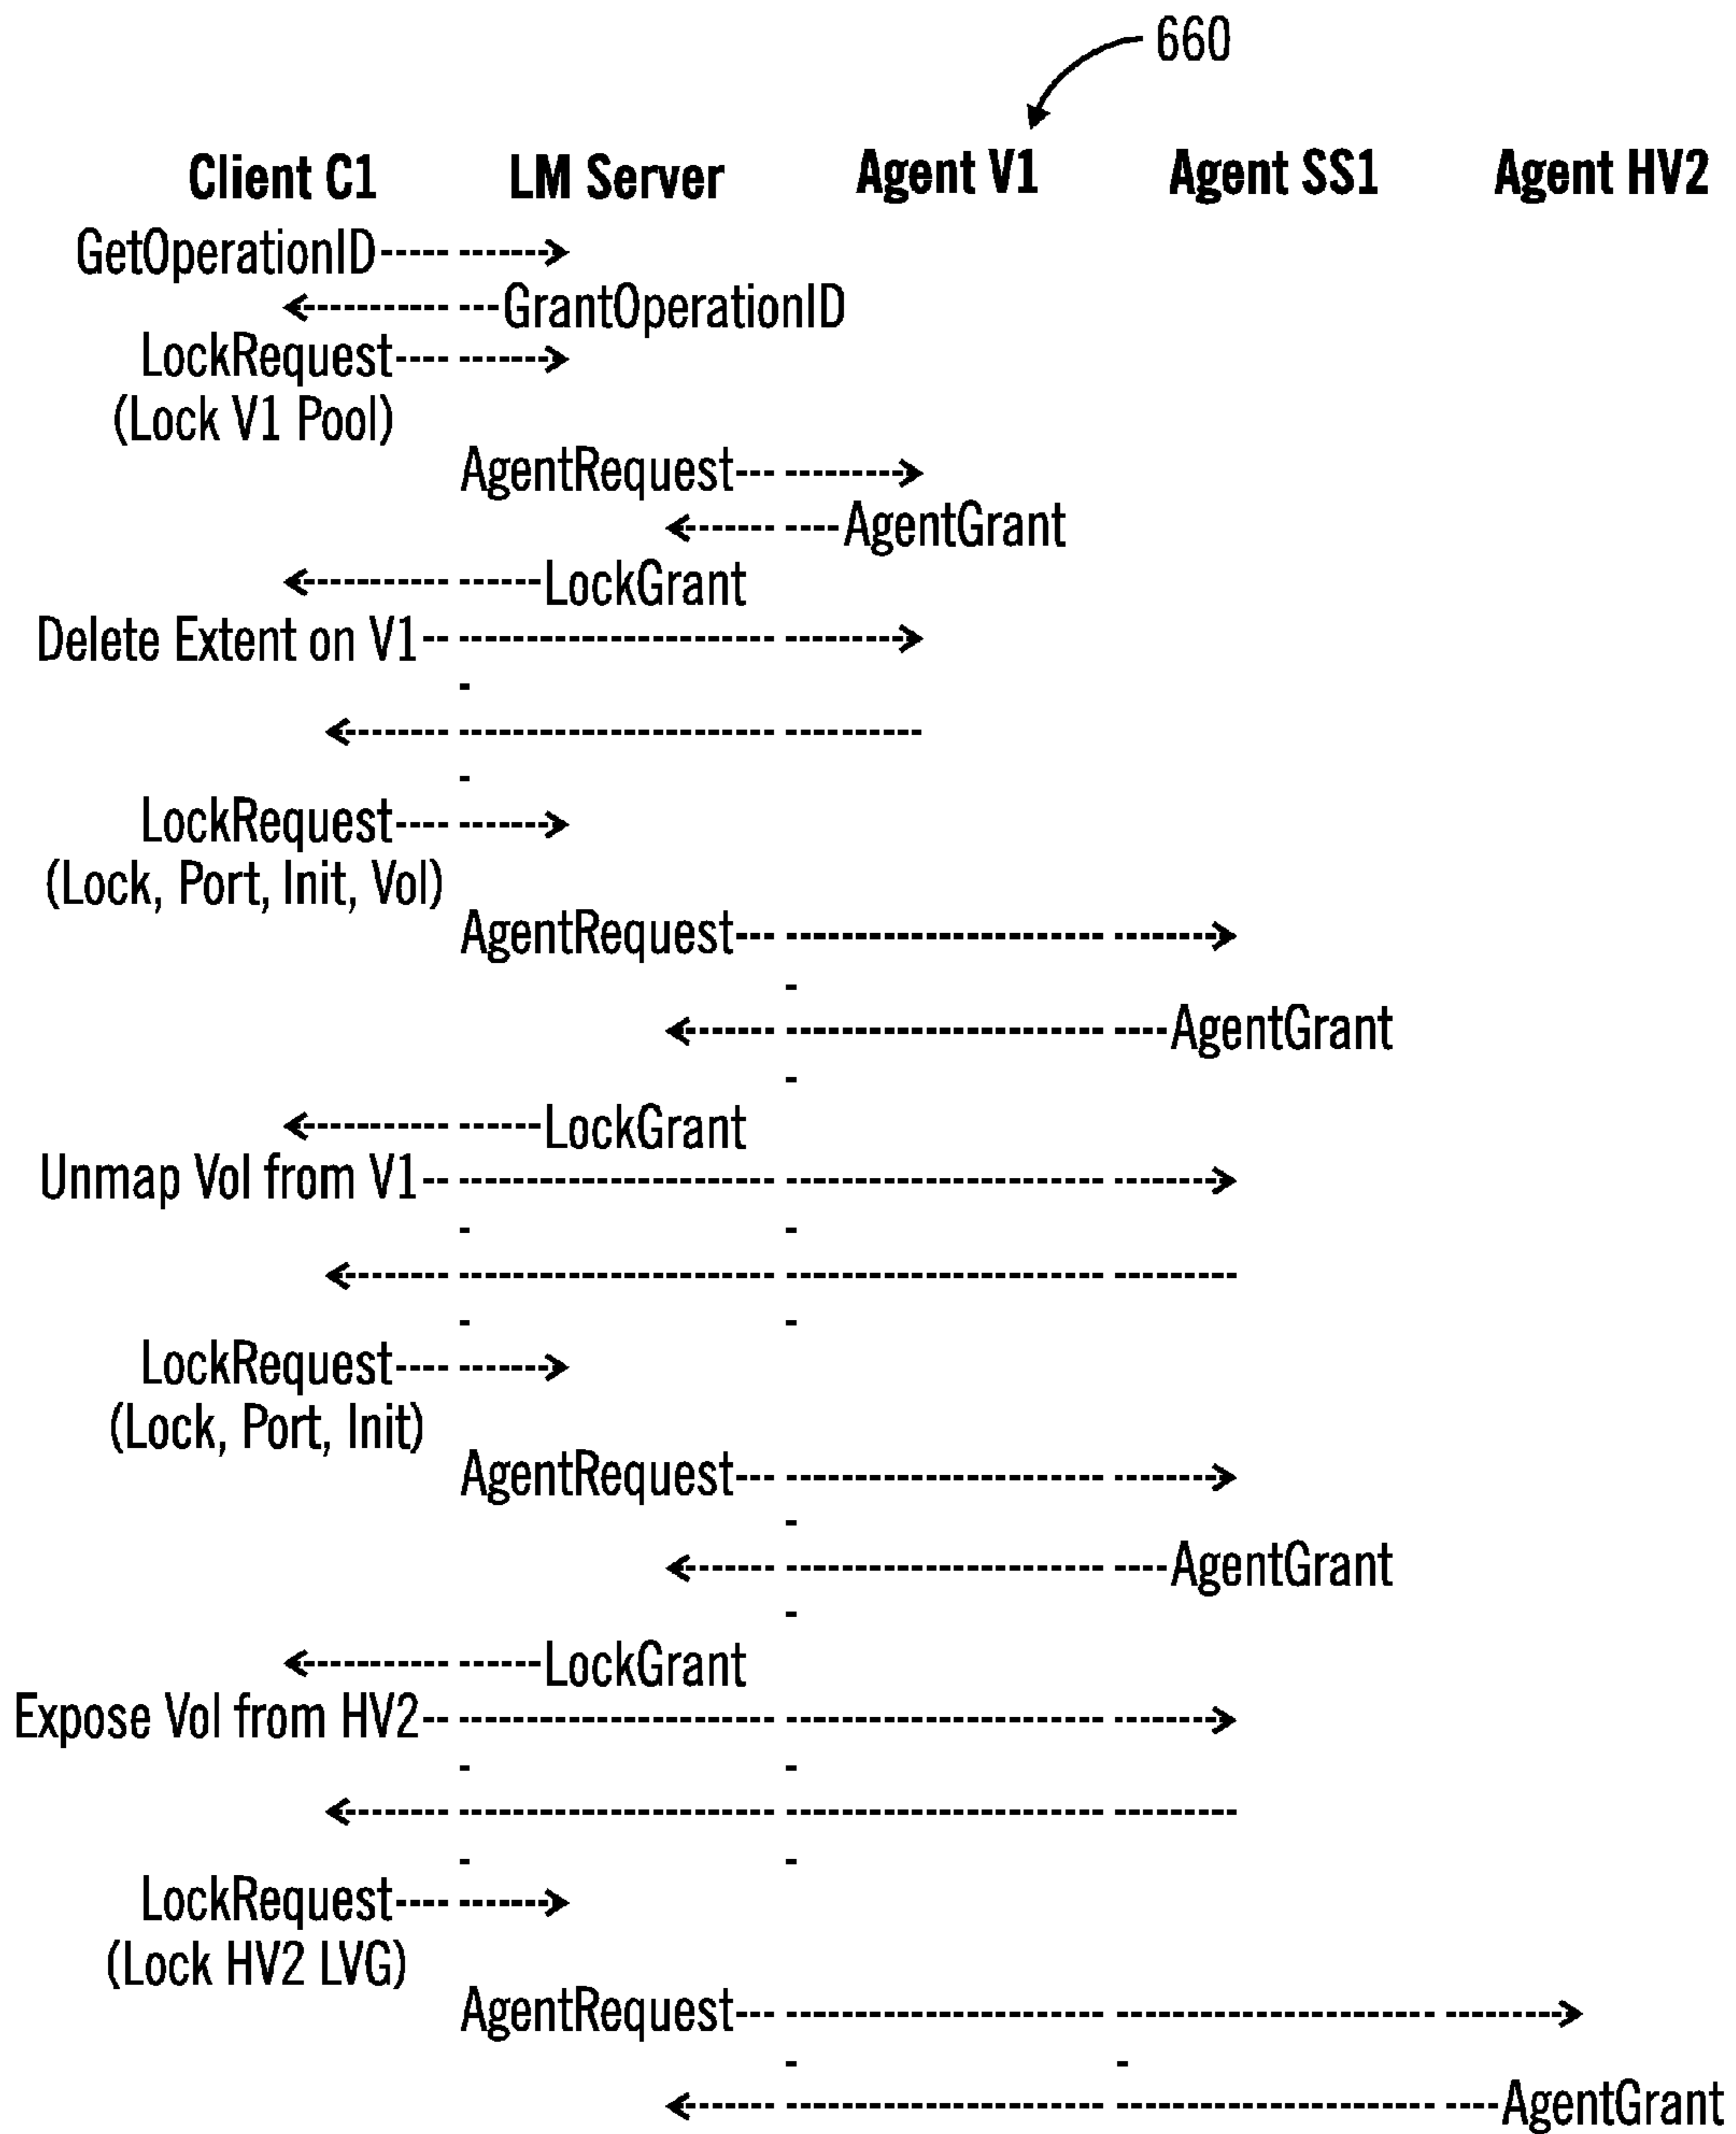 660
Client C1 LM Server Agent V1 Agent SS1 Agent HV2
GetOperationID
GrantOperationID
LockRequest
(Lock V1 Pool)
AgentRequest
AgentGrant
LockGrant
Delete Extent on V1
LockRequest
(Lock, Port, Init, Vol)
AgentRequest
AgentGrant
LockGrant
Unmap Vol from V1
LockRequest
(Lock, Port, Init)
AgentRequest
AgentGrant
LockGrant
Expose Vol from HV2
LockRequest
(Lock HV2 LVG)
AgentRequest
AgentGrant